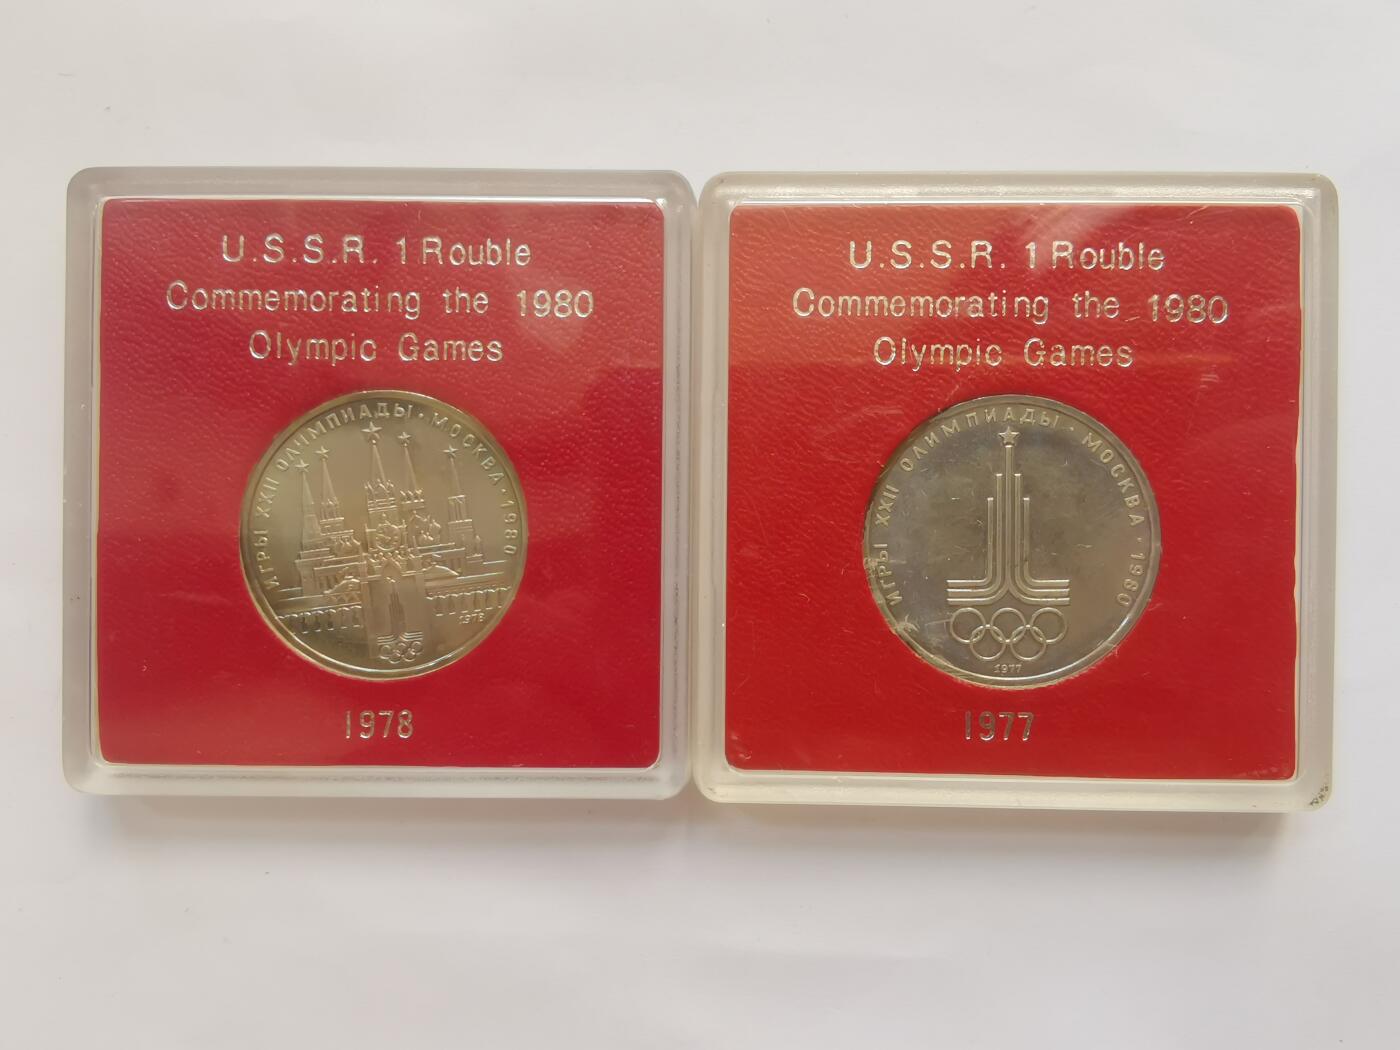 U.S.S.R. 1 Rouble
Commemorating the 1980
Olympic Games
ИГРЫ XXII ОЛИМПИАДЫ · МОСКВА · 1980
1978
1978
U.S.S.R. 1 Rouble
Commemorating the 1980
Olympic Games
ИГРЫ XXII ОЛИМПИАДЫ · МОСКВА · 1980
1977
1977